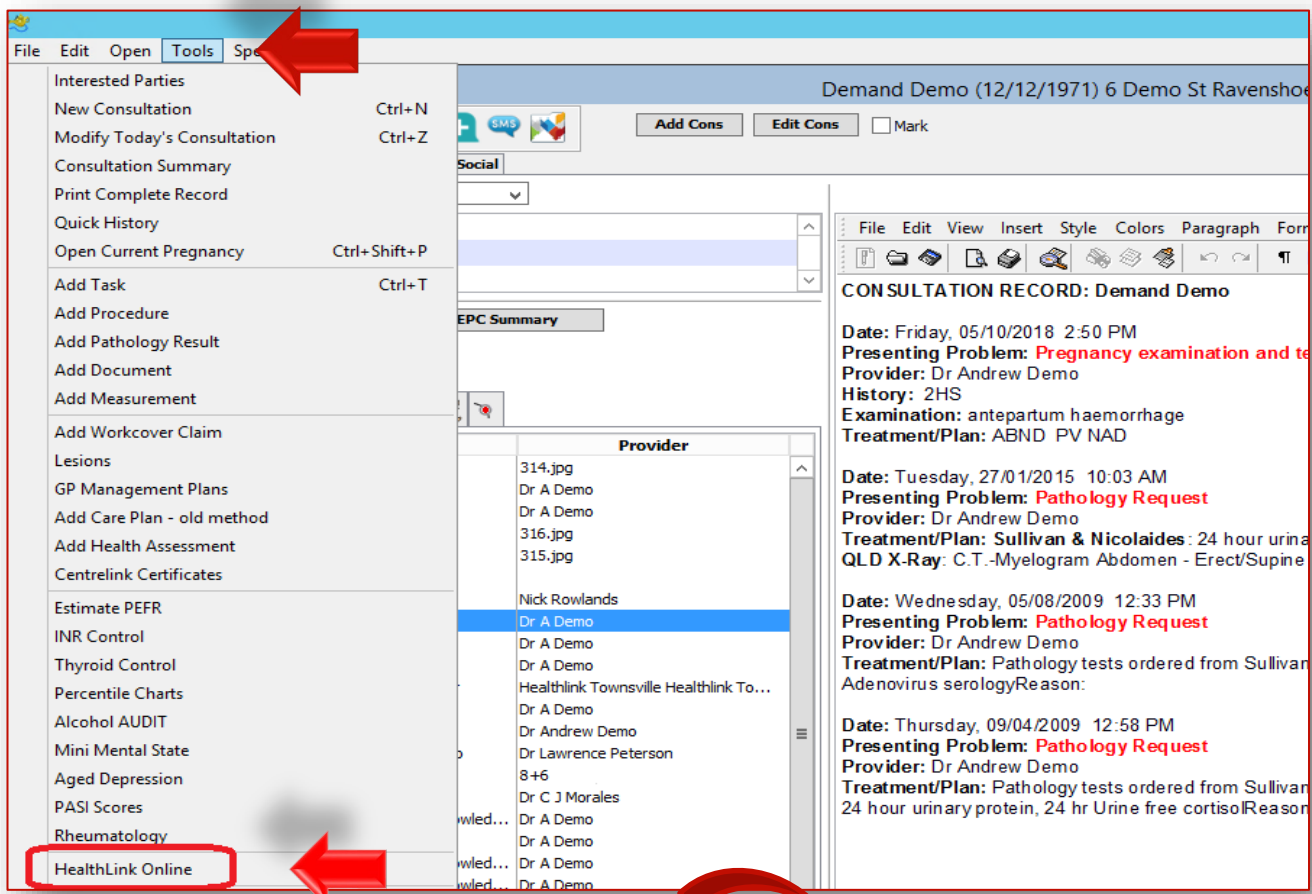 File Edit Open Tools
Interested Parties
New Consultation Ctrl+N
Modify Today's Consultation Ctrl+Z
Consultation Summary
Print Complete Record
Quick History
Open Current Pregnancy Ctrl+Shift+P
Add Task Ctrl+T
Add Procedure
Add Pathology Result
Add Document
Add Measurement
Add Workcover Claim
Lesions
GP Management Plans
Add Care Plan - old method
Add Health Assessment
Centrelink Certificates
Estimate PEFR
INR Control
Thyroid Control
Percentile Charts
Alcohol AUDIT
Mini Mental State
Aged Depression
PASI Scores
Rheumatology
HealthLink Online
Demand Demo (12/12/1971) 6 Demo St Ravenshoe
SMS Add Cons Edit Cons Mark
Social
EPC Summary
Provider
314.jpg
Dr A Demo
Dr A Demo
316.jpg
315.jpg
Nick Rowlands
Dr A Demo
Dr A Demo
Dr A Demo
Healthlink Townsville Healthlink To...
Dr A Demo
Dr Andrew Demo
Dr Lawrence Peterson
8+6
Dr C J Morales
Dr A Demo
Dr A Demo
Dr A Demo
Dr A Demo
File Edit View Insert Style Colors Paragraph
CONSULTATION RECORD: Demand Demo
Date: Friday, 05/10/2018 2:50 PM
Presenting Problem: Pregnancy examination and
Provider: Dr Andrew Demo
History: 2HS
Examination: antepartum haemorrhage
Treatment/Plan: ABND PV NAD
Date: Tuesday, 27/01/2015 10:03 AM
Presenting Problem: Pathology Request
Provider: Dr Andrew Demo
Treatment/Plan: Sullivan & Nicolaides: 24 hour
QLD X-Ray: C.T.-Myelogram Abdomen - Erect/Supine
Date: Wednesday, 05/08/2009 12:33 PM
Presenting Problem: Pathology Request
Provider: Dr Andrew Demo
Treatment/Plan: Pathology tests ordered from Sullivan
Adenovirus serologyReason:
Date: Thursday, 09/04/2009 12:58 PM
Presenting Problem: Pathology Request
Provider: Dr Andrew Demo
Treatment/Plan: Pathology tests ordered from Sullivan
24 hour urinary protein, 24 hr Urine free cortisolReason